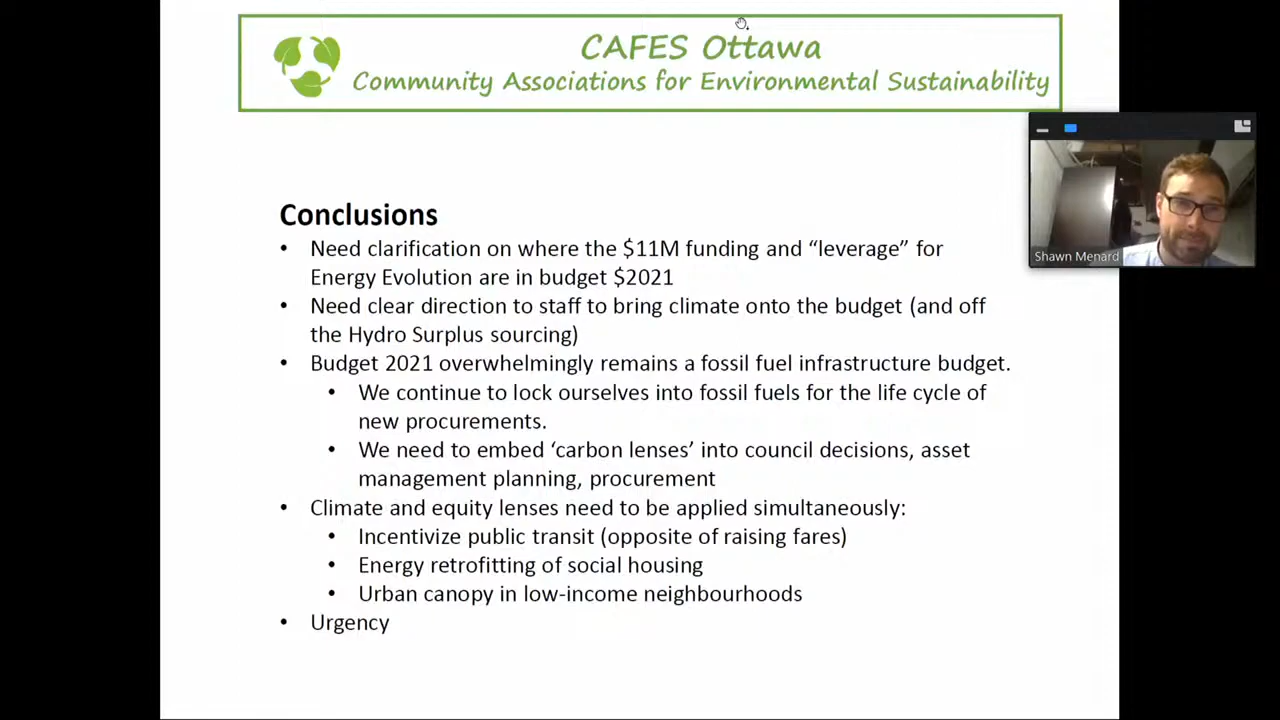 CAFES Ottawa
Community Associations for Environmental Sustainability
Conclusions
• Need clarification on where the $11M funding and “leverage” for
Energy Evolution are in budget $2021
• Need clear direction to staff to bring climate onto the budget (and off
the Hydro Surplus sourcing)
• Budget 2021 overwhelmingly remains a fossil fuel infrastructure budget.
• We continue to lock ourselves into fossil fuels for the life cycle of
new procurements.
• We need to embed ‘carbon lenses’ into council decisions, asset
management planning, procurement
• Climate and equity lenses need to be applied simultaneously:
• Incentivize public transit (opposite of raising fares)
• Energy retrofitting of social housing
• Urban canopy in low-income neighbourhoods
• Urgency
Shawn Menard